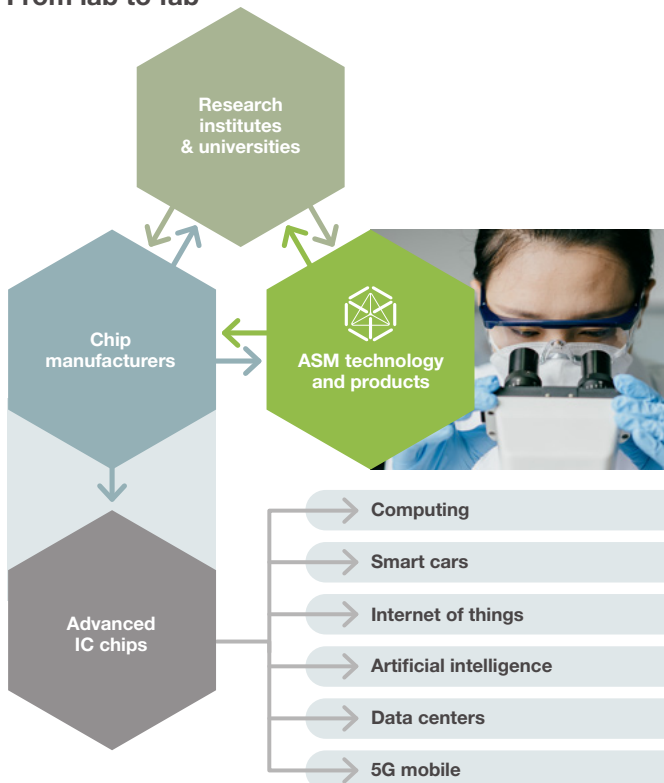 From lab to fab
Research
institutes
& universities
Chip
manufacturers
ASM technology
and products
Advanced
IC chips
Computing
Smart cars
Internet of things
Artificial intelligence
Data centers
5G mobile